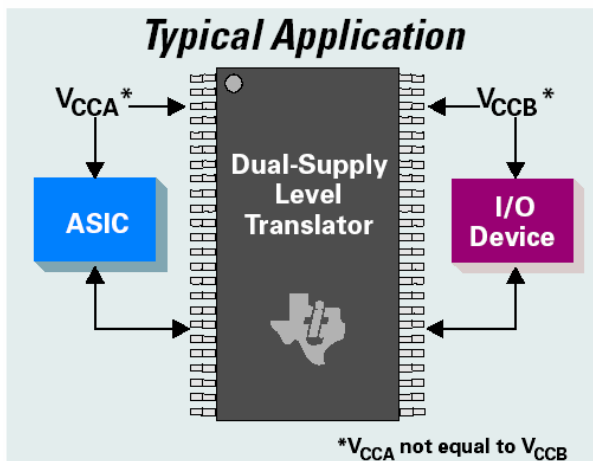 Typical Application
VCCA*
VCCB*
Dual-Supply
Level
Translator
ASIC
I/O
Device
*VCCA not equal to VCCB